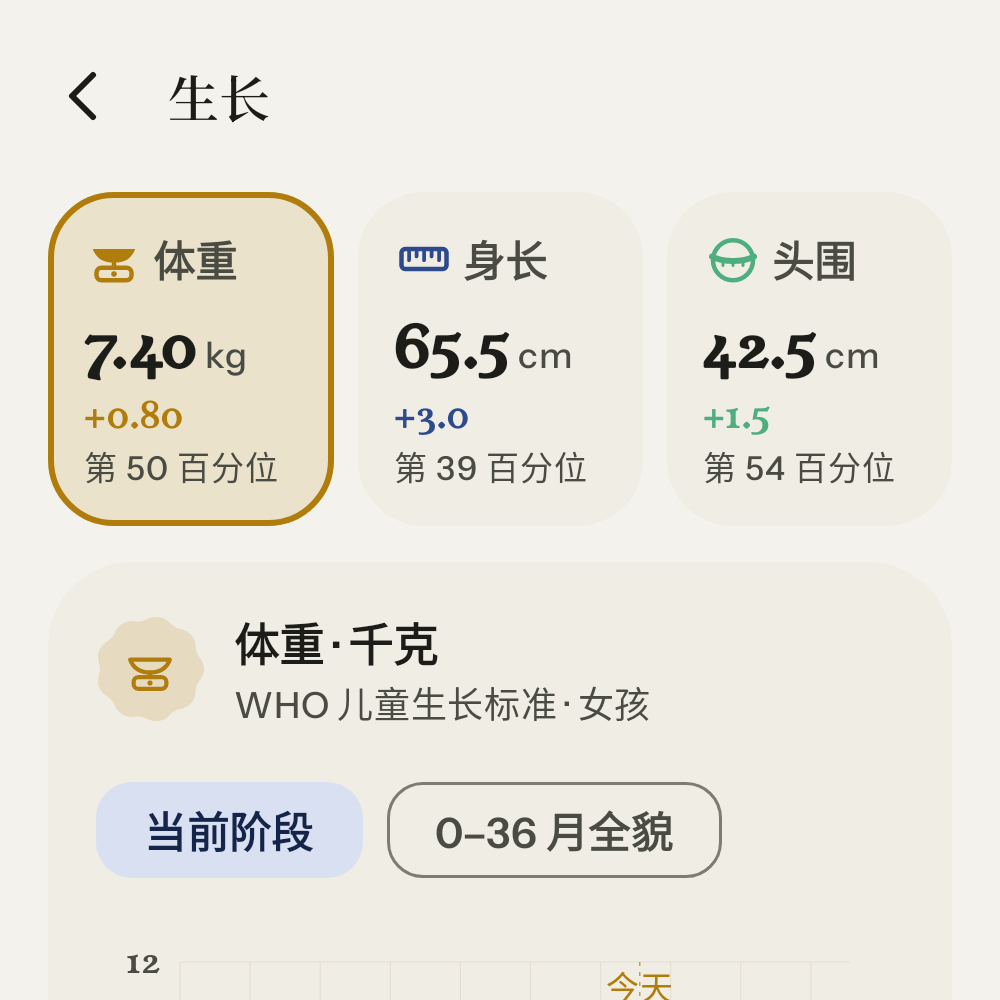 生长
体重
7.40 kg
+0.80
第 50 百分位
身长
65.5 cm
+3.0
第 39 百分位
头围
42.5 cm
+1.5
第 54 百分位
体重·千克
WHO 儿童生长标准·女孩
当前阶段
0–36 月全貌
12
今天